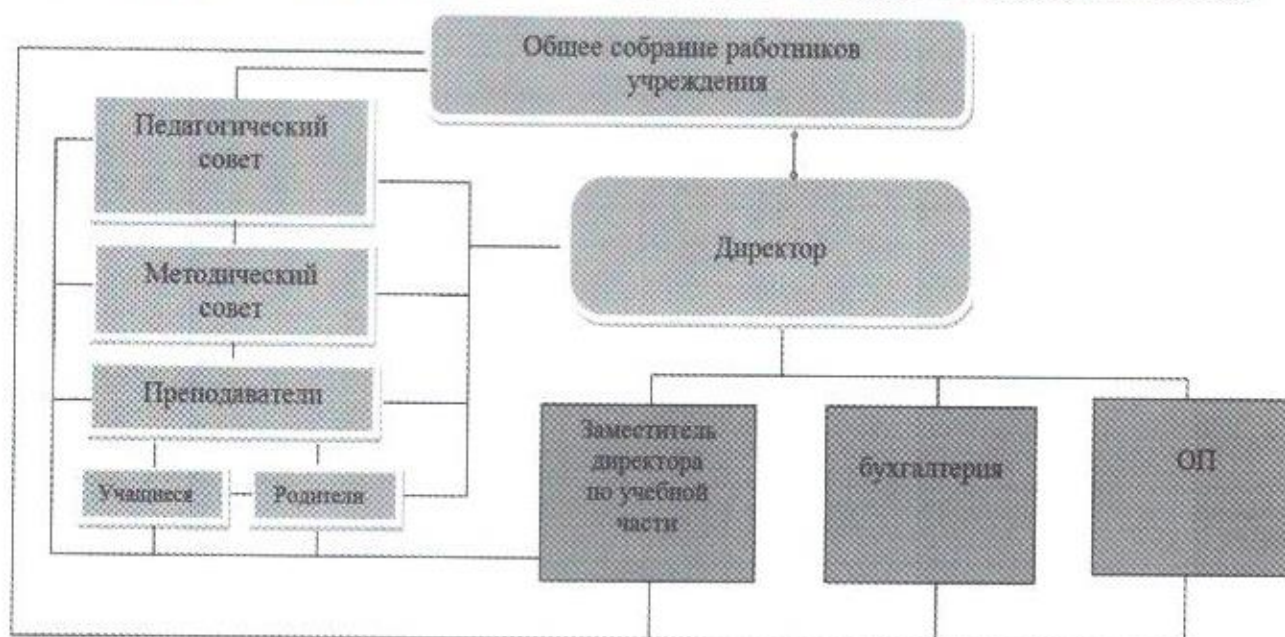 Общее собрание работников
учреждения
Педагогический
совет
Директор
Методический
совет
Преподаватели
Учащиеся
Родители
Заместитель
директора
по учебной
части
бухгалтерия
ОП